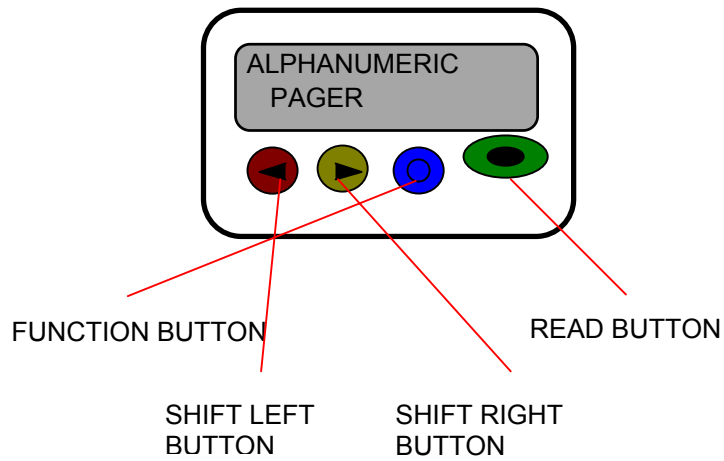 ALPHANUMERIC
PAGER
FUNCTION BUTTON
READ BUTTON
SHIFT LEFT
BUTTON
SHIFT RIGHT
BUTTON